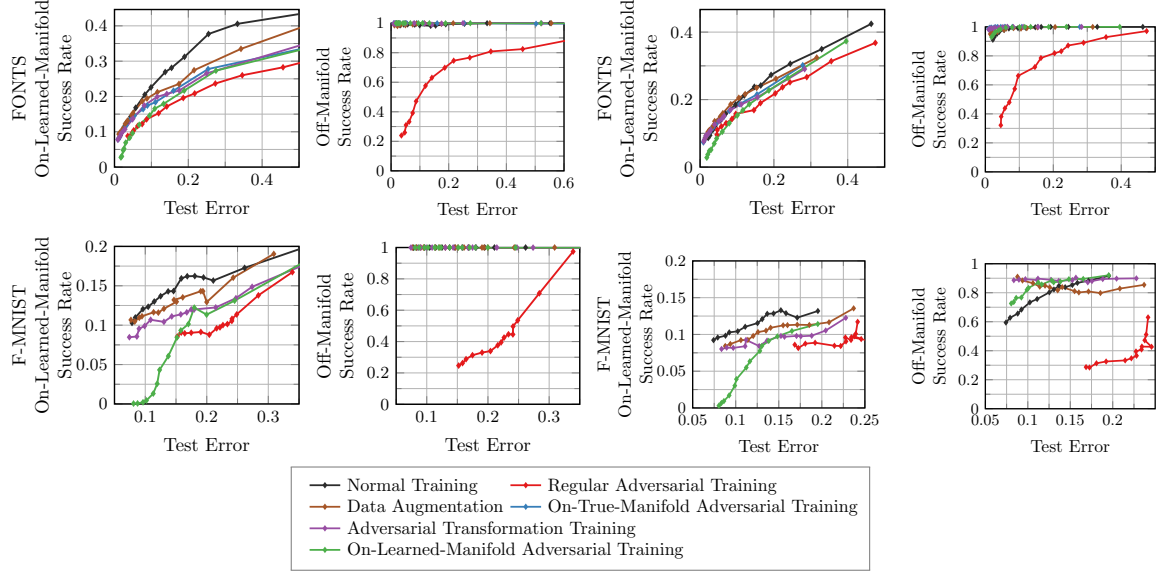 FONTS
On-Learned-Manifold
Success Rate
0.4
0.3
0.2
0.1
0
0 0.2 0.4
Test Error
Off-Manifold
Success Rate
1
0.8
0.6
0.4
0.2
0
0 0.2 0.4 0.6
Test Error
FONTS
On-Learned-Manifold
Success Rate
0.4
0.2
0
0 0.2 0.4
Test Error
Off-Manifold
Success Rate
1
0.8
0.6
0.4
0.2
0
0 0.2 0.4
Test Error
F-MNIST
On-Learned-Manifold
Success Rate
0.2
0.15
0.1
0.05
0
0.1 0.2 0.3
Test Error
Off-Manifold
Success Rate
1
0.8
0.6
0.4
0.2
0
0.1 0.2 0.3
Test Error
F-MNIST
On-Learned-Manifold
Success Rate
0.2
0.15
0.1
0.05
0
0.05 0.1 0.15 0.2 0.25
Test Error
Off-Manifold
Success Rate
1
0.8
0.6
0.4
0.2
0
0.05 0.1 0.15 0.2
Test Error
Normal Training
Regular Adversarial Training
Data Augmentation
On-True-Manifold Adversarial Training
Adversarial Transformation Training
On-Learned-Manifold Adversarial Training